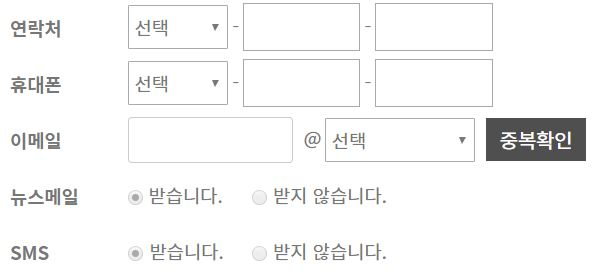 연락처 선택 - -
휴대폰 선택 - -
이메일 @ 선택 중복확인
뉴스메일 받습니다. 받지 않습니다.
SMS 받습니다. 받지 않습니다.